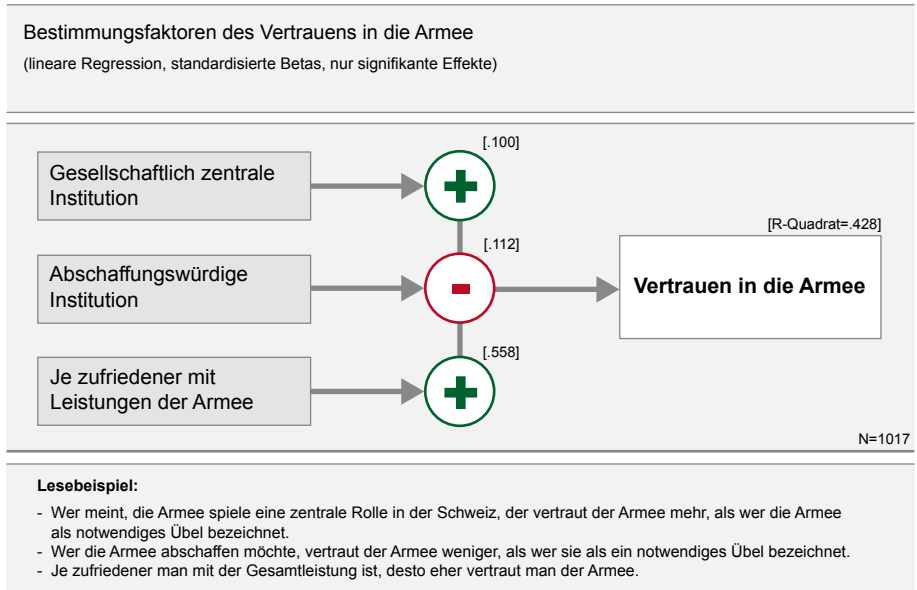 Bestimmungsfaktoren des Vertrauens in die Armee
(lineare Regression, standardisierte Betas, nur signifikante Effekte)
[.100]
Gesellschaftlich zentrale
Institution
[R-Quadrat=.428]
[.112]
Abschaffungswürdige
Institution
Vertrauen in die Armee
[.558]
Je zufriedener mit
Leistungen der Armee
N=1017
Lesebeispiel:
- Wer meint, die Armee spiele eine zentrale Rolle in der Schweiz, der vertraut der Armee mehr, als wer die Armee
als notwendiges Übel bezeichnet.
- Wer die Armee abschaffen möchte, vertraut der Armee weniger, als wer sie als ein notwendiges Übel bezeichnet.
- Je zufriedener man mit der Gesamtleistung ist, desto eher vertraut man der Armee.